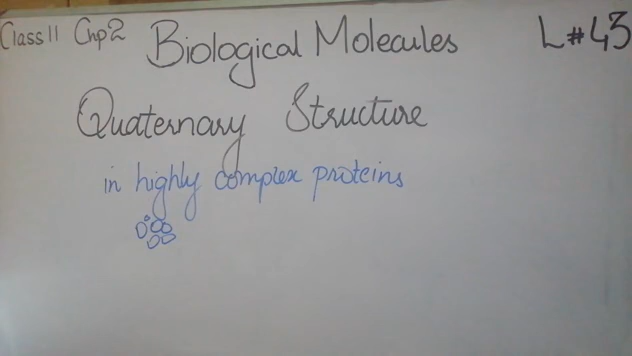 Class 11 Chp 2 Biological Molecules L#43
Quaternary Structure
in highly complex proteins